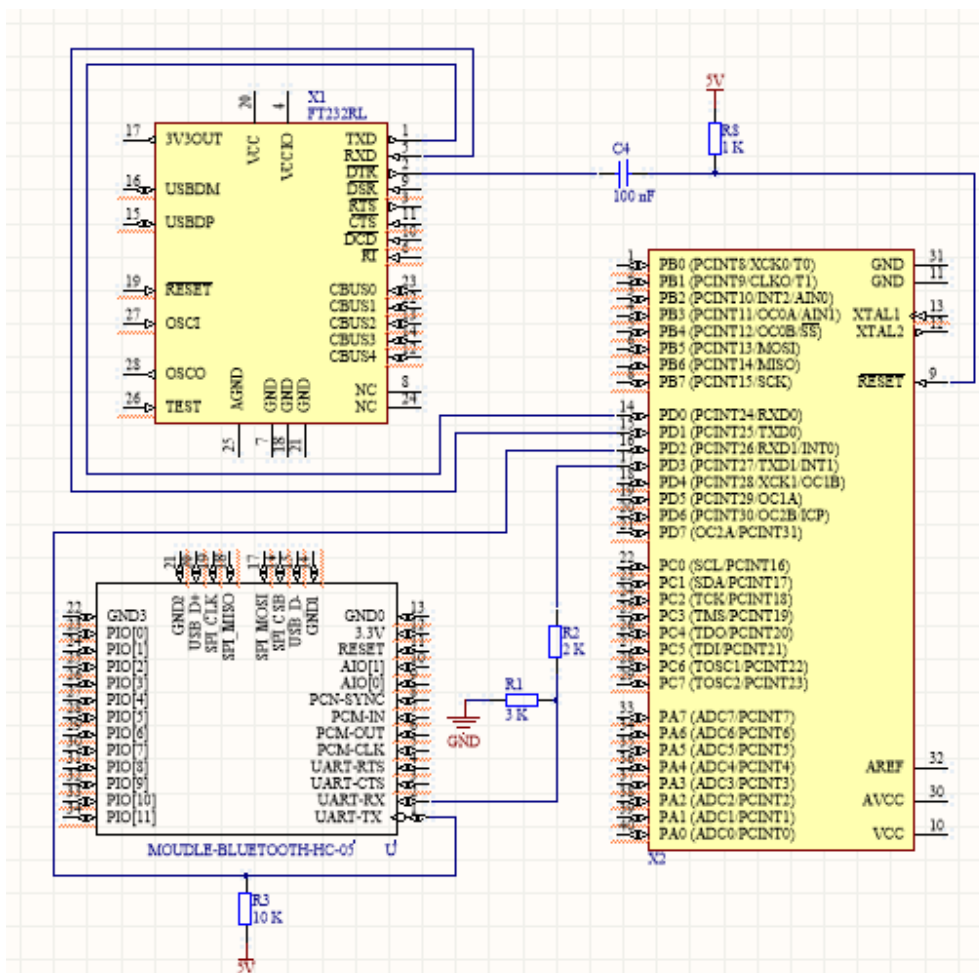 X1
FT232RL
20
VCC
4
VCCIO
17
3V3OUT
16
USBDM
15
USBDP
19
RESET
27
OSCI
28
OSCO
26
TEST
TXD
1
RXD
DTR
DSR
9
RTS
CTS
11
DCD
10
RI
CBUS0
23
CBUS1
CBUS2
CBUS3
CBUS4
NC
8
NC
24
AGND
25
GND
7
GND
18
GND
21
C4
100 nF
5V
R8
1 K
PB0 (PCINT8/XCK0/T0)
PB1 (PCINT9/CLKO/T1)
PB2 (PCINT10/INT2/AIN0)
PB3 (PCINT11/OC0A/AIN1)
PB4 (PCINT12/OC0B/SS)
PB5 (PCINT13/MOSI)
PB6 (PCINT14/MISO)
PB7 (PCINT15/SCK)
14
PD0 (PCINT24/RXD0)
15
PD1 (PCINT25/TXD0)
16
PD2 (PCINT26/RXD1/INT0)
PD3 (PCINT27/TXD1/INT1)
PD4 (PCINT28/XCK1/OC1B)
PD5 (PCINT29/OC1A)
PD6 (PCINT30/OC2B/ICP)
PD7 (OC2A/PCINT31)
22
PC0 (SCL/PCINT16)
PC1 (SDA/PCINT17)
PC2 (TCK/PCINT18)
PC3 (TMS/PCINT19)
PC4 (TDO/PCINT20)
PC5 (TDI/PCINT21)
PC6 (TOSC1/PCINT22)
PC7 (TOSC2/PCINT23)
33
PA7 (ADC7/PCINT7)
PA6 (ADC6/PCINT6)
PA5 (ADC5/PCINT5)
PA4 (ADC4/PCINT4)
PA3 (ADC3/PCINT3)
PA2 (ADC2/PCINT2)
PA1 (ADC1/PCINT1)
PA0 (ADC0/PCINT0)
GND
31
GND
11
XTAL1
13
XTAL2
12
RESET
9
AREF
32
AVCC
30
VCC
10
X2
21
GND2
USB D+
SPI_CLK
SPI_MISO
17
SPI_MOSI
SPI_CSB
USB D-
GND1
22
GND3
PIO[0]
PIO[1]
PIO[2]
PIO[3]
PIO[4]
PIO[5]
PIO[6]
PIO[7]
PIO[8]
PIO[9]
PIO[10]
PIO[11]
GND0
13
3.3V
RESET
AIO[1]
AIO[0]
PCN-SYNC
PCM-IN
PCM-OUT
PCM-CLK
UART-RTS
UART-CTS
UART-RX
UART-TX
MOUDLE-BLUETOOTH-HC-05'
U'
R2
2 K
R1
3 K
GND
R3
10 K
5V